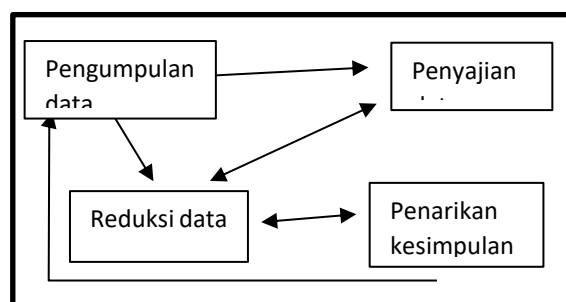 Pengumpulan
data
Penyajian
Reduksi data
Penarikan
kesimpulan